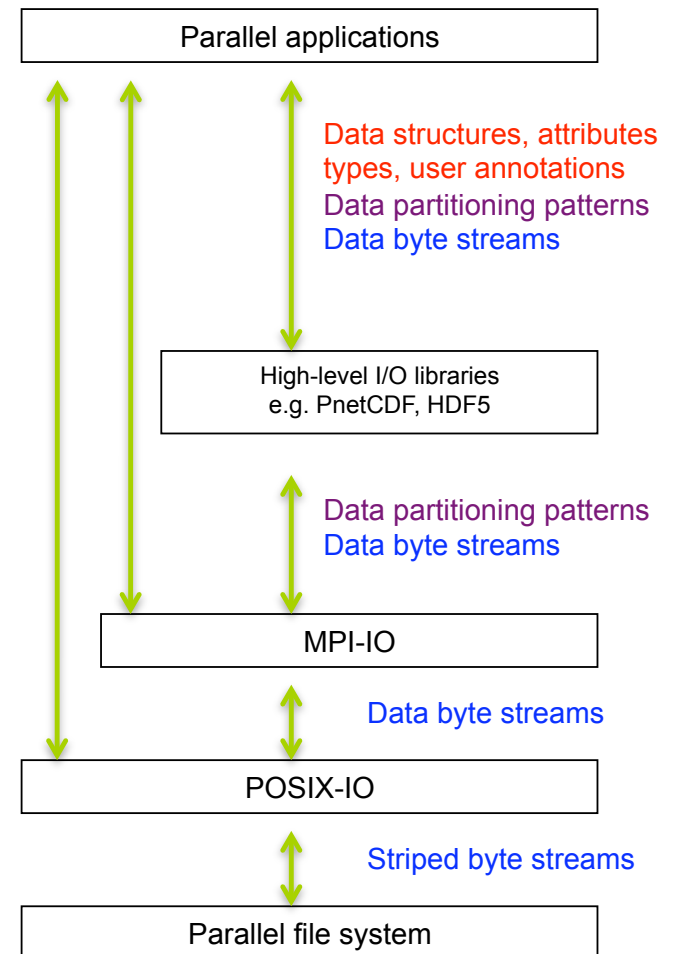 Parallel applications
Data structures, attributes
types, user annotations
Data partitioning patterns
Data byte streams
High-level I/O libraries
e.g. PnetCDF, HDF5
Data partitioning patterns
Data byte streams
MPI-IO
Data byte streams
POSIX-IO
Striped byte streams
Parallel file system